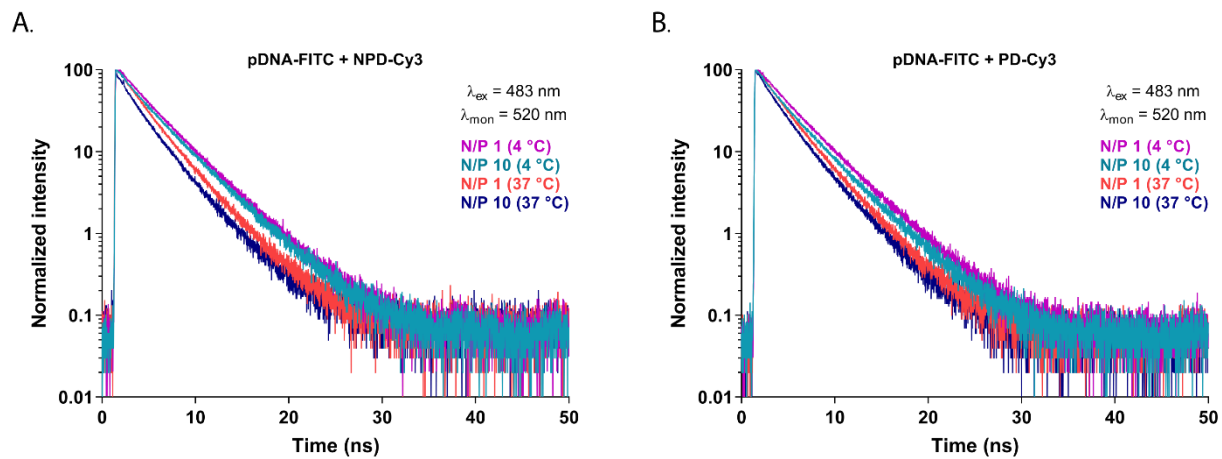 A.
pDNA-FITC + NPD-Cy3
λex = 483 nm
λmon = 520 nm
N/P 1 (4 °C)
N/P 10 (4 °C)
N/P 1 (37 °C)
N/P 10 (37 °C)
Normalized intensity
100
10
1
0.1
0.01
0
10
20
30
40
50
Time (ns)
B.
pDNA-FITC + PD-Cy3
λex = 483 nm
λmon = 520 nm
N/P 1 (4 °C)
N/P 10 (4 °C)
N/P 1 (37 °C)
N/P 10 (37 °C)
Normalized intensity
100
10
1
0.1
0.01
0
10
20
30
40
50
Time (ns)